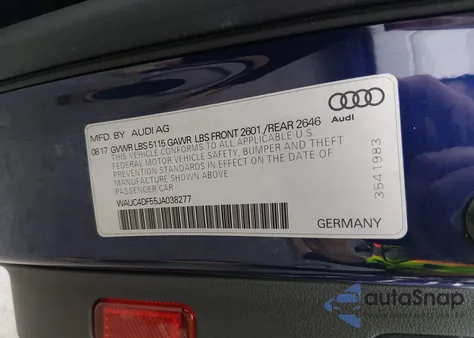 MFD. BY AUDI AG
Audi
08 17 GVWR LBS 5115 GAWR LBS FRONT 2601 / REAR 2646
THIS VEHICLE CONFORMS TO ALL APPLICABLE U.S.
FEDERAL MOTOR VEHICLE SAFETY, BUMPER AND THEFT
PREVENTION STANDARDS IN EFFECT ON THE DATE OF
MANUFACTURE SHOWN ABOVE
PASSENGER CAR
WAUC4DF55JA038277
3541983
GERMANY
autoSnap